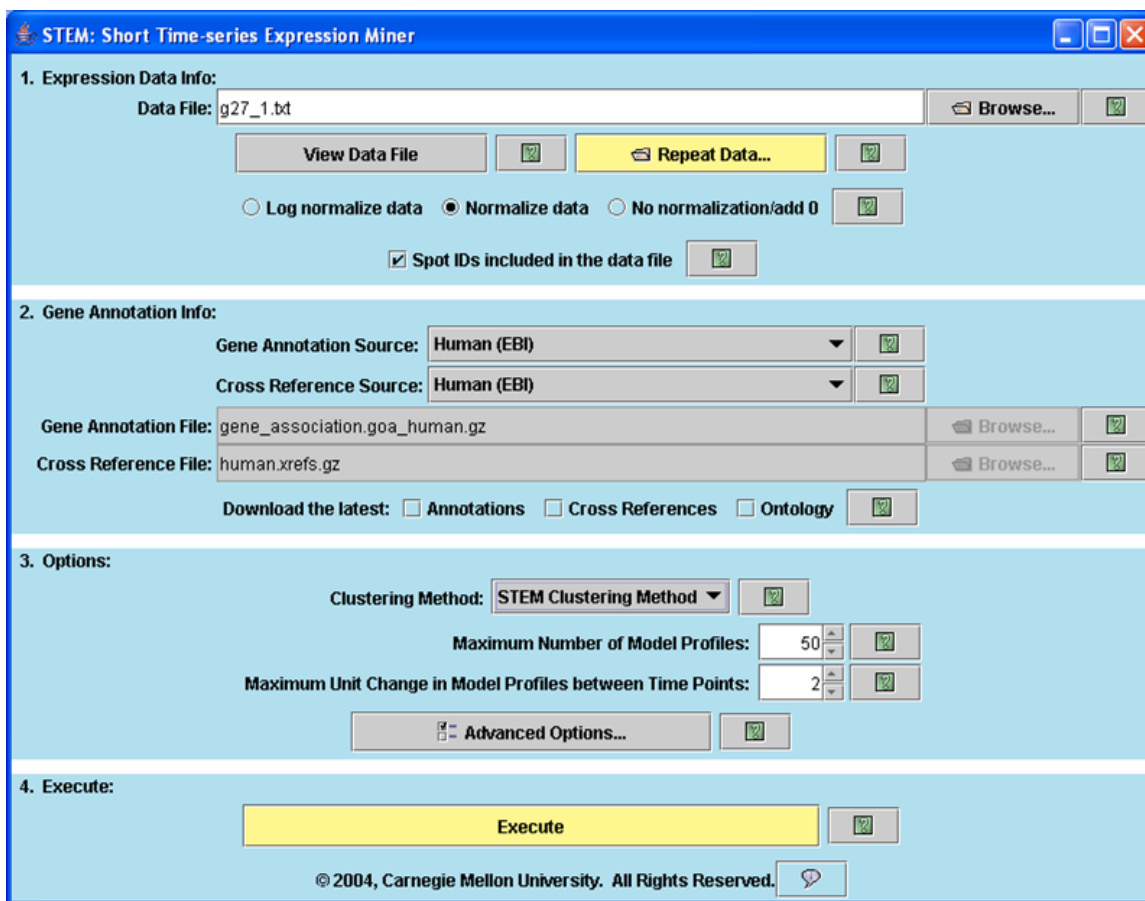 STEM: Short Time-series Expression Miner
1. Expression Data Info:
Data File: g27_1.txt Browse...
View Data File Repeat Data...
Log normalize data Normalize data No normalization/add 0
Spot IDs included in the data file
2. Gene Annotation Info:
Gene Annotation Source: Human (EBI)
Cross Reference Source: Human (EBI)
Gene Annotation File: gene_association.goa_human.gz Browse...
Cross Reference File: human.xrefs.gz Browse...
Download the latest: Annotations Cross References Ontology
3. Options:
Clustering Method: STEM Clustering Method
Maximum Number of Model Profiles: 50
Maximum Unit Change in Model Profiles between Time Points: 2
Advanced Options...
4. Execute:
Execute
© 2004, Carnegie Mellon University. All Rights Reserved.